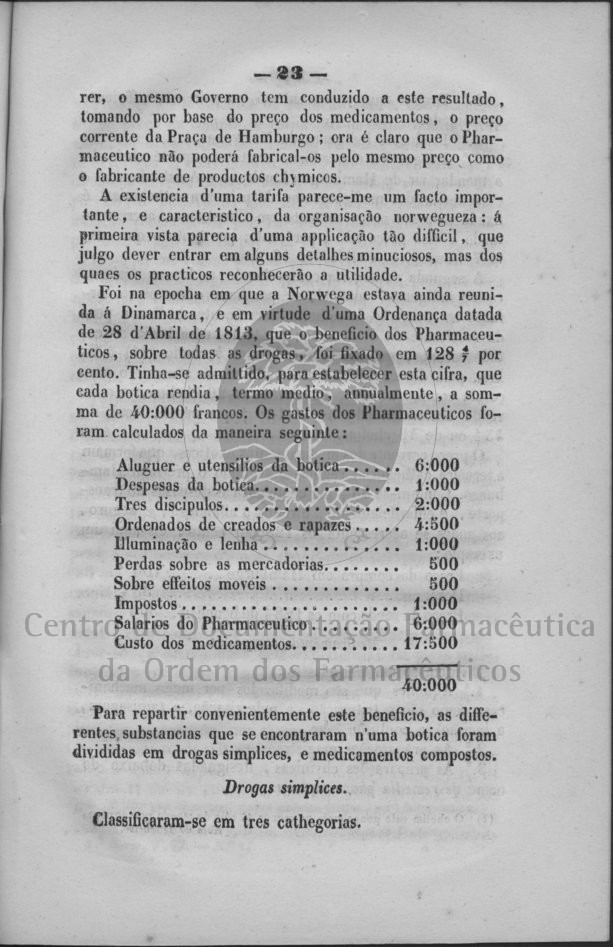 — 23 —
rer, o mesmo Governo tem conduzido a este resultado,
tomando por base do preço dos medicamentos, o preço
corrente da Praça de Hamburgo; ora é claro que o Phar-
maceutico não poderá fabrical-os pelo mesmo preço como
o fabricante de productos chymicos.
A existencia d'uma tarifa parece-me um facto impor-
tante, e caracteristico, da organisação norwegueza: á
primeira vista parecia d'uma applicação tão difficil, que
julgo dever entrar em alguns detalhes minuciosos, mas dos
quaes os practicos reconhecerão a utilidade.
Foi na epocha em que a Norwega estava ainda reuni-
da á Dinamarca, e em virtude d'uma Ordenança datada
de 28 d'Abril de 1813, que o beneficio dos Pharmaceu-
ticos, sobre todas as drogas, foi fixado em 128 4/7 por
cento. Tinha-se admittido, para estabelecer esta cifra, que
cada botica rendia, termo medio, annualmente, a som-
ma de 40:000 francos. Os gastos dos Pharmaceuticos fo-
ram calculados da maneira seguinte:
Aluguer e utensilios da botica....... 6:000
Despesas da botica................. 1:000
Tres discipulos..................... 2:000
Ordenados de creados e rapazes..... 4:500
Illuminação e lenha............... 1:000
Perdas sobre as mercadorias........ 500
Sobre effeitos moveis............. 500
Impostos....................... 1:000
Salarios do Pharmaceutico.......... 6:000
Custo dos medicamentos........... 17:500
40:000
Para repartir convenientemente este beneficio, as diffe-
rentes substancias que se encontraram n'uma botica foram
divididas em drogas simplices, e medicamentos compostos.
Drogas simplices.
Classificaram-se em tres cathegorias.
Centro de Documentação Farmacêutica
da Ordem dos Farmacêuticos